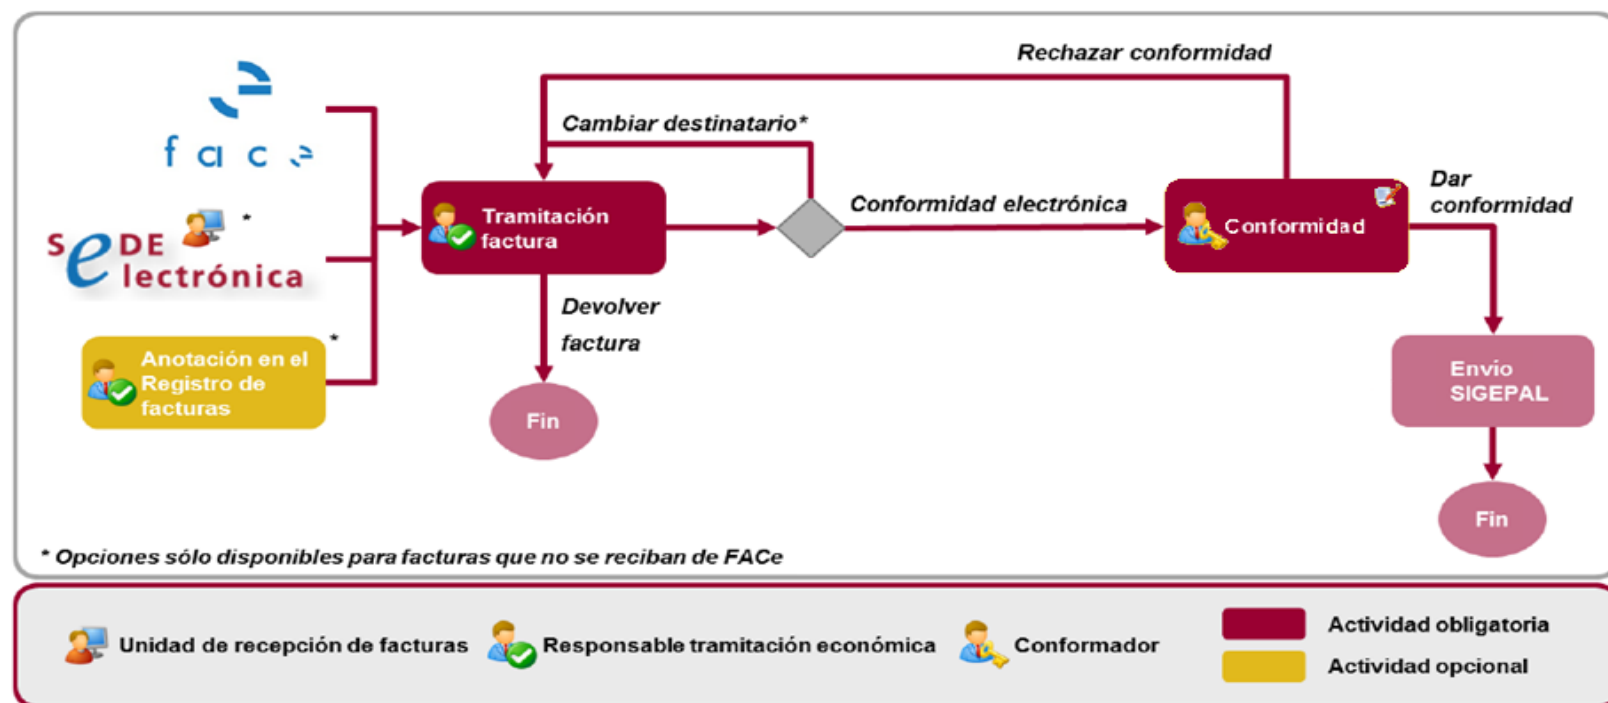 Rechazar conformidad
face
Cambiar destinatario*
*
SeDE
lectrónica
Tramitación
factura
Conformidad electrónica
Conformidad
Dar
conformidad
Devolver
factura
*
Anotación en el
Registro de
facturas
Fin
Envío
SIGEPAL
Fin
* Opciones sólo disponibles para facturas que no se reciban de FACe
Unidad de recepción de facturas
Responsable tramitación económica
Conformador
Actividad obligatoria
Actividad opcional